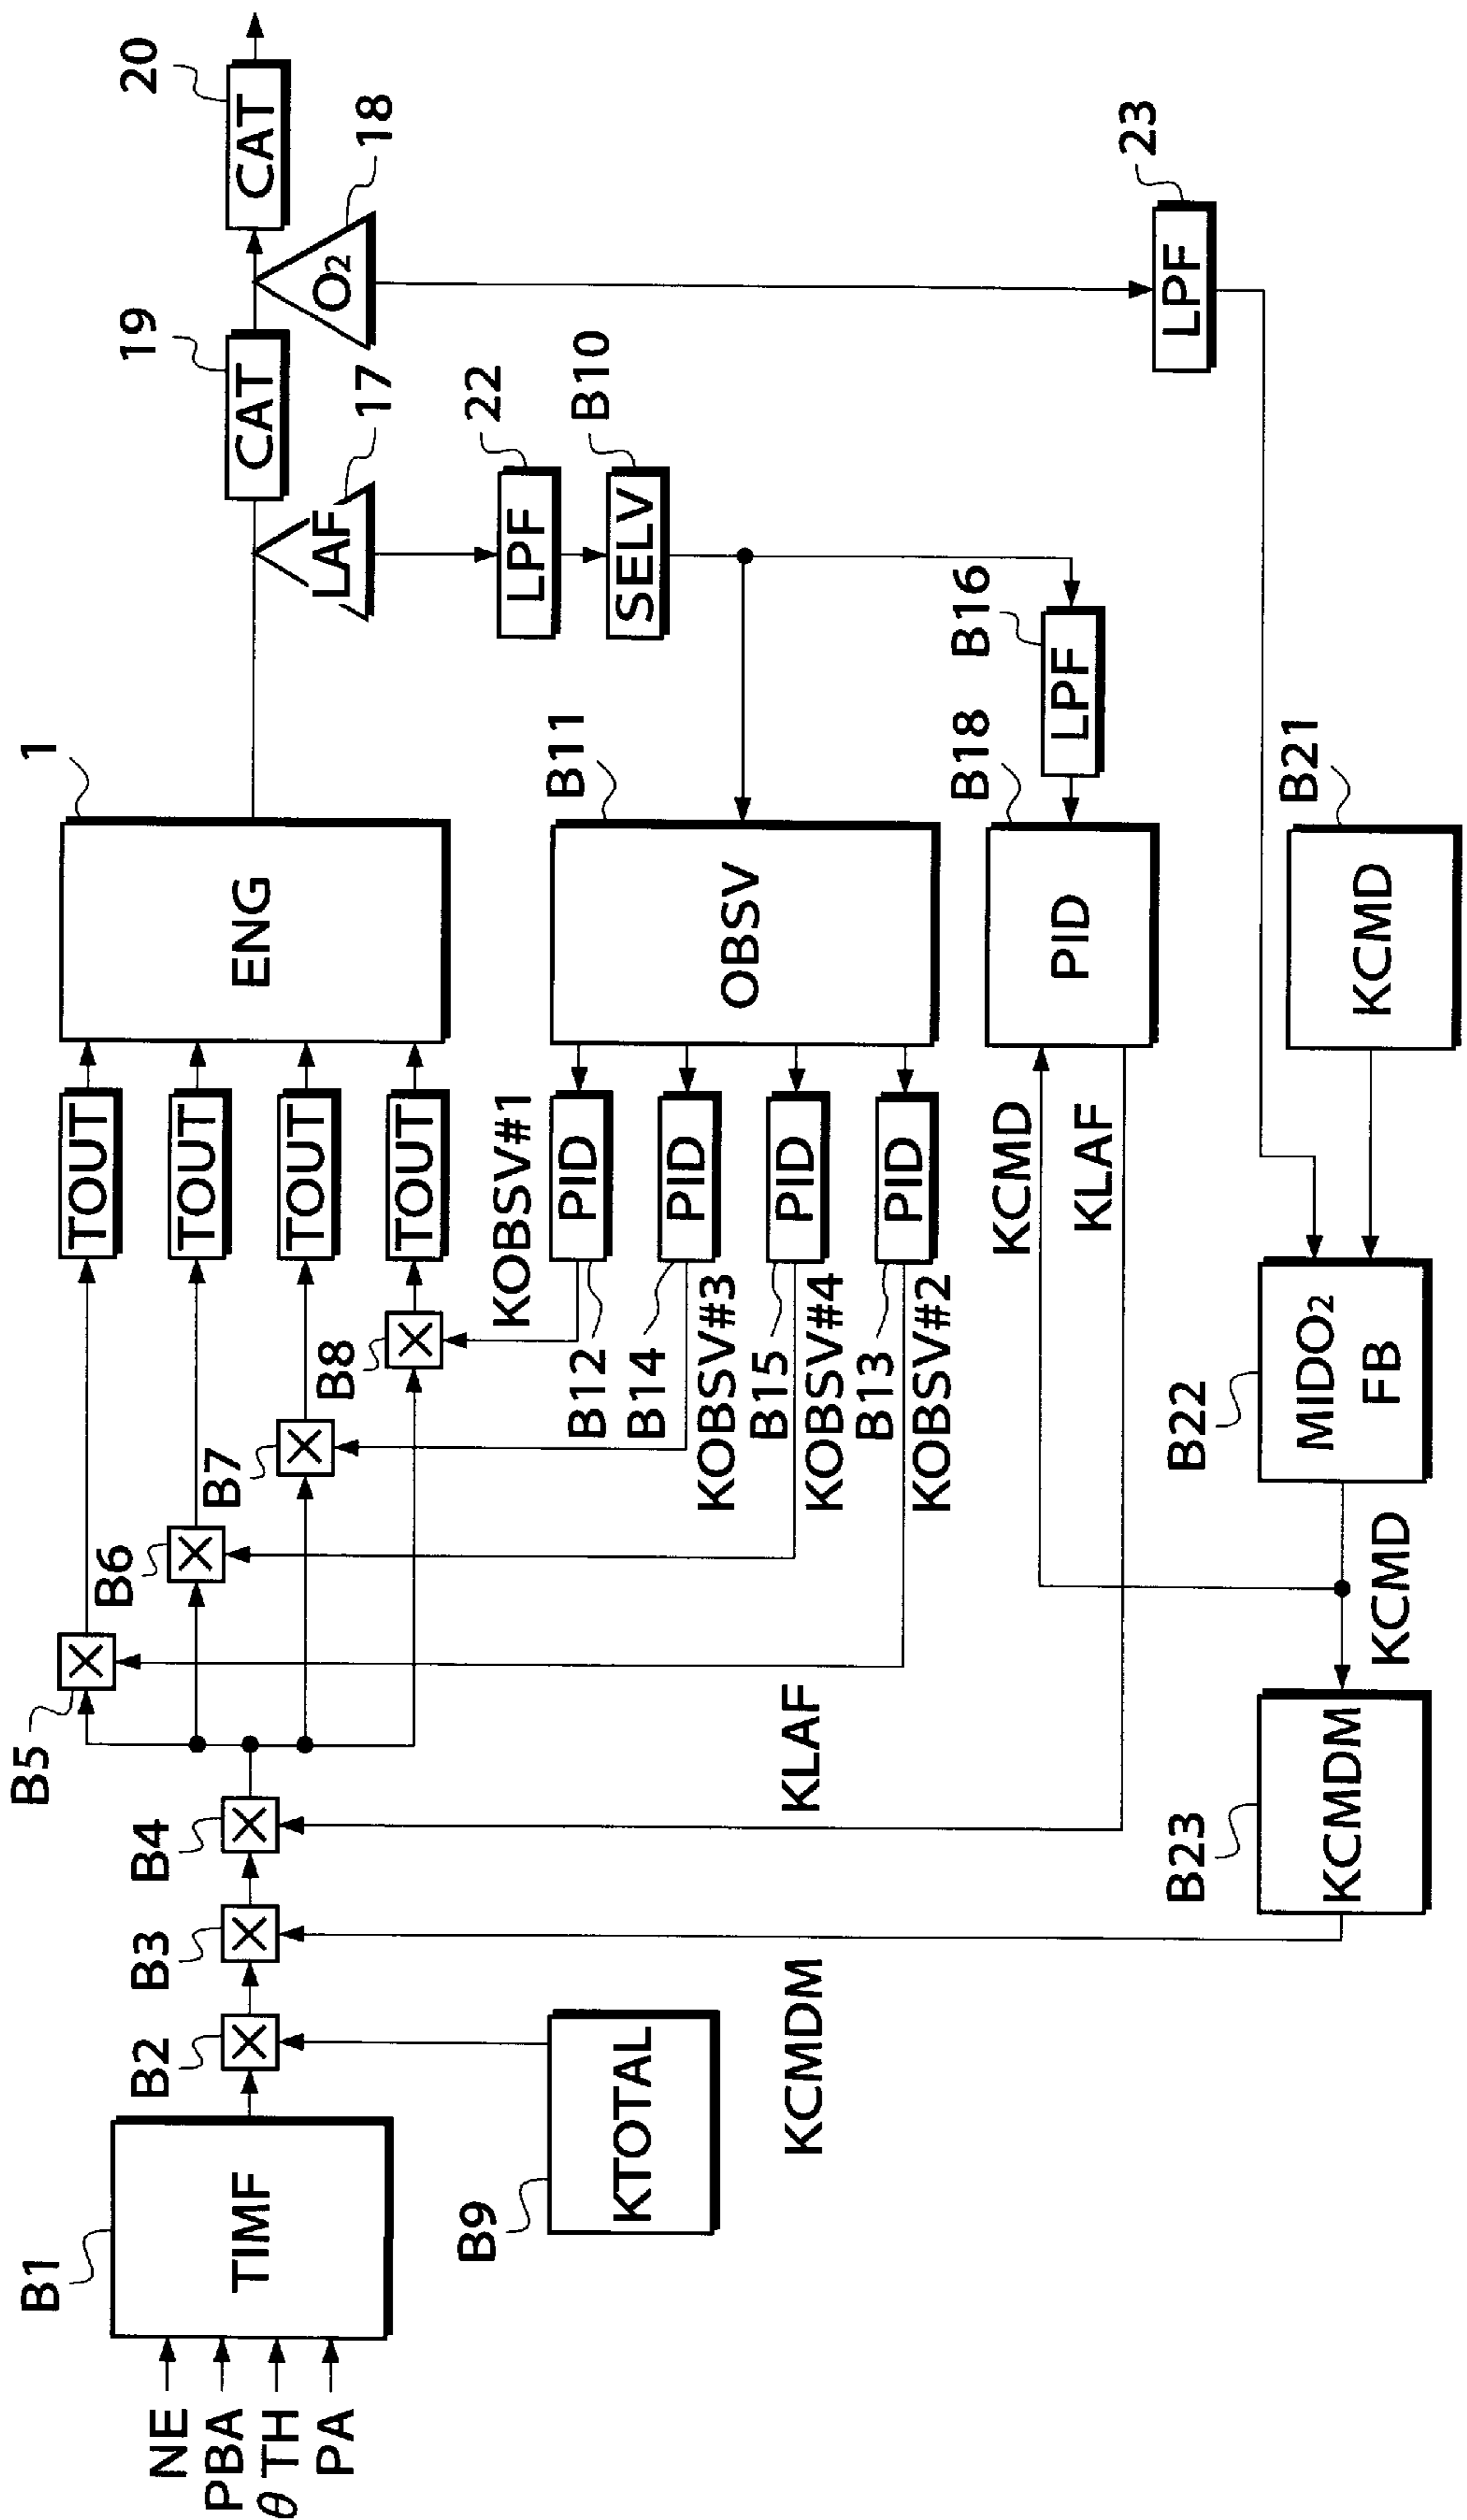 B1
NE
PBA
θ TH
PA
TIMF
B2
×
B3
×
B4
×
B5
×
B6
×
B7
×
B8
×
TOUT
TOUT
TOUT
TOUT
1
ENG
19
CAT
20
CAT
LAF
17
O2
18
22
LPF
B10
SELV
B9
KTOTAL
KOBSV#1
PID
B12
PID
B14
KOBSV#3
PID
B15
KOBSV#4
PID
B13
KOBSV#2
B11
OBSV
KLAF
KCMDM
KCMD
KLAF
B18
PID
B16
LPF
23
LPF
B23
KCMDM
KCMD
B22
MIDO2
FB
B21
KCMD